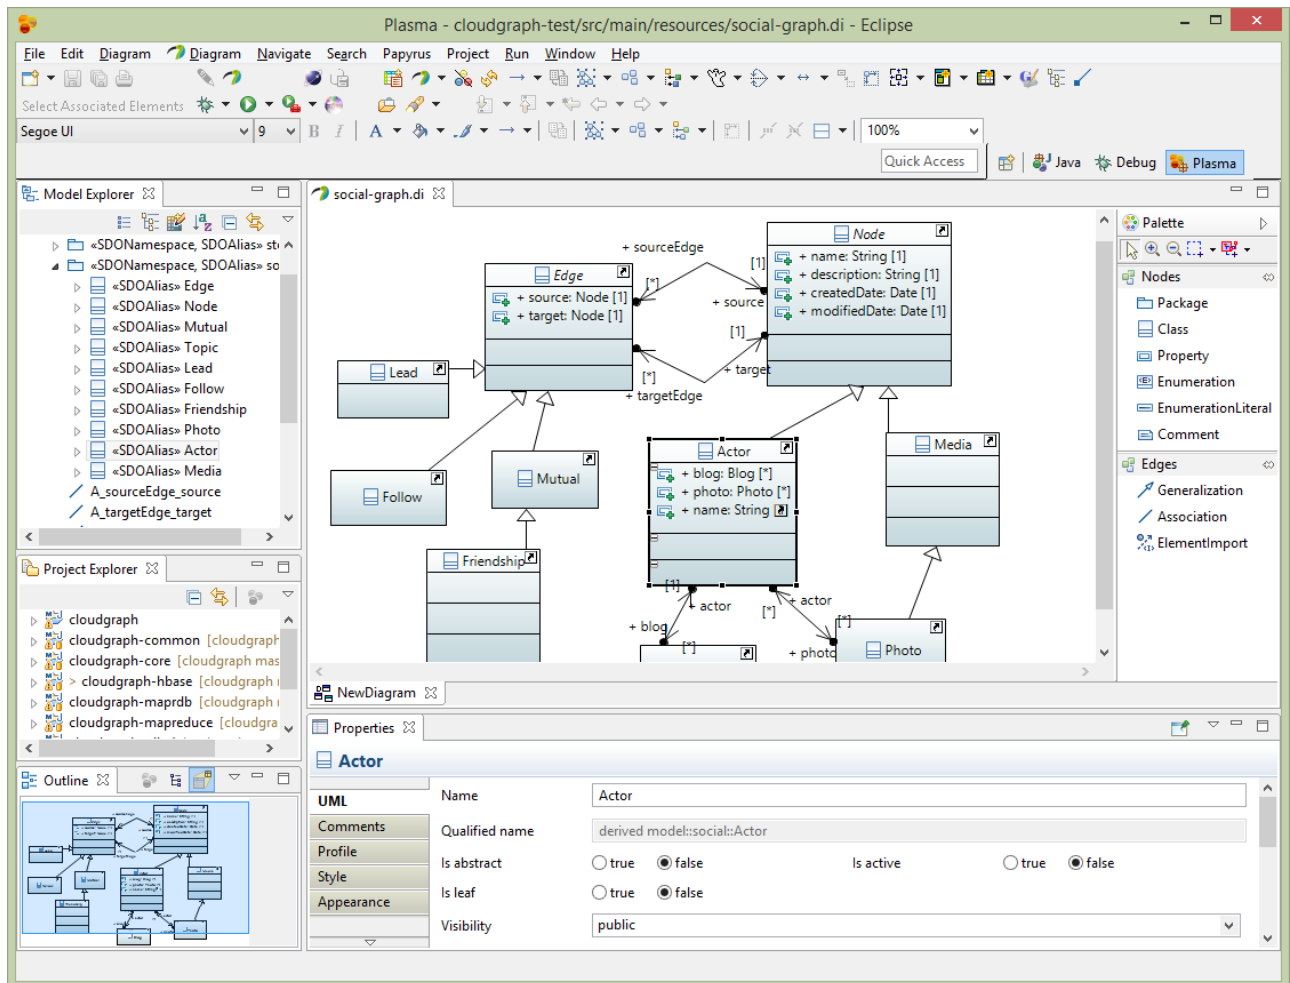 Plasma - cloudgraph-test/src/main/resources/social-graph.di - Eclipse
File Edit Diagram Diagram Navigate Search Papyrus Project Run Window Help
Select Associated Elements
Segoe UI 9 B I A 100%
Quick Access Java Debug Plasma
Model Explorer
«SDONamespace, SDOAlias» st
«SDONamespace, SDOAlias» so
«SDOAlias» Edge
«SDOAlias» Node
«SDOAlias» Mutual
«SDOAlias» Topic
«SDOAlias» Lead
«SDOAlias» Follow
«SDOAlias» Friendship
«SDOAlias» Photo
«SDOAlias» Actor
«SDOAlias» Media
A_sourceEdge_source
A_targetEdge_target
Project Explorer
cloudgraph
cloudgraph-common [cloudgraph
cloudgraph-core [cloudgraph mas
> cloudgraph-hbase [cloudgraph r
cloudgraph-maprdb [cloudgraph r
cloudgraph-mapreduce [cloudgra
Outline
social-graph.di
Node
+ name: String [1]
+ description: String [1]
+ createdDate: Date [1]
+ modifiedDate: Date [1]
+ sourceEdge
[1]
[*]
+ source
Edge
+ source: Node [1]
+ target: Node [1]
[1]
+ target
[*]
+ targetEdge
Lead
Follow
Mutual
Friendship
Actor
+ blog: Blog [*]
+ photo: Photo [*]
+ name: String
Media
[1]
+ actor
+ blog
[*]
+ actor
[*]
[*]
+ photo
Photo
NewDiagram
Palette
Nodes
Package
Class
Property
Enumeration
EnumerationLiteral
Comment
Edges
Generalization
Association
ElementImport
Properties
Actor
UML
Comments
Profile
Style
Appearance
Name Actor
Qualified name derived model::social::Actor
Is abstract true false Is active true false
Is leaf true false
Visibility public